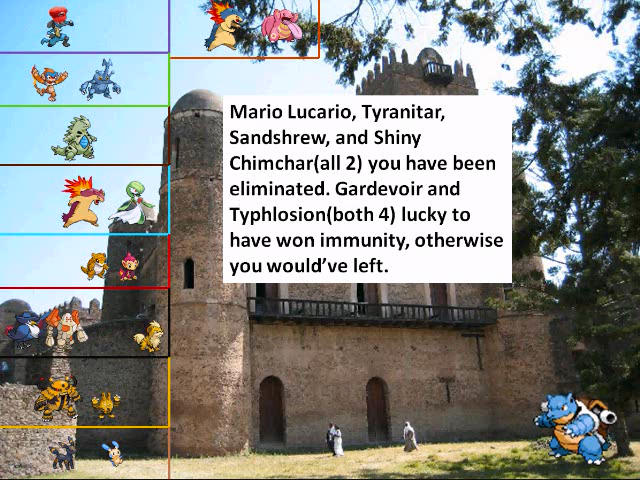 Mario Lucario, Tyranitar,
Sandshrew, and Shiny
Chimchar(all 2) you have been
eliminated. Gardevoir and
Typhlosion(both 4) lucky to
have won immunity, otherwise
you would’ve left.